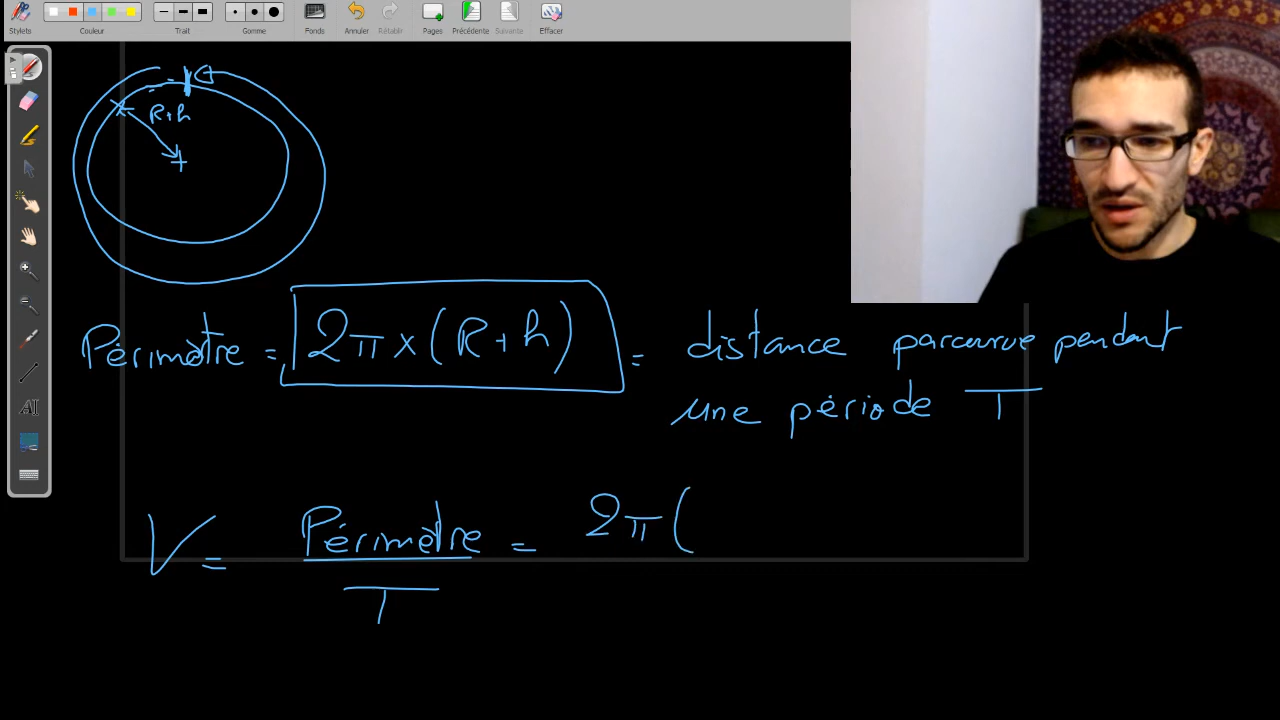 Stylets Couleur Trait Gomme Fonds Annuler Rétablir Pages Précédente Suivante Effacer
R+h
Périmètre = 2π x (R+h) = distance parcourue pendant
une période T
V = Périmètre / T = 2π(